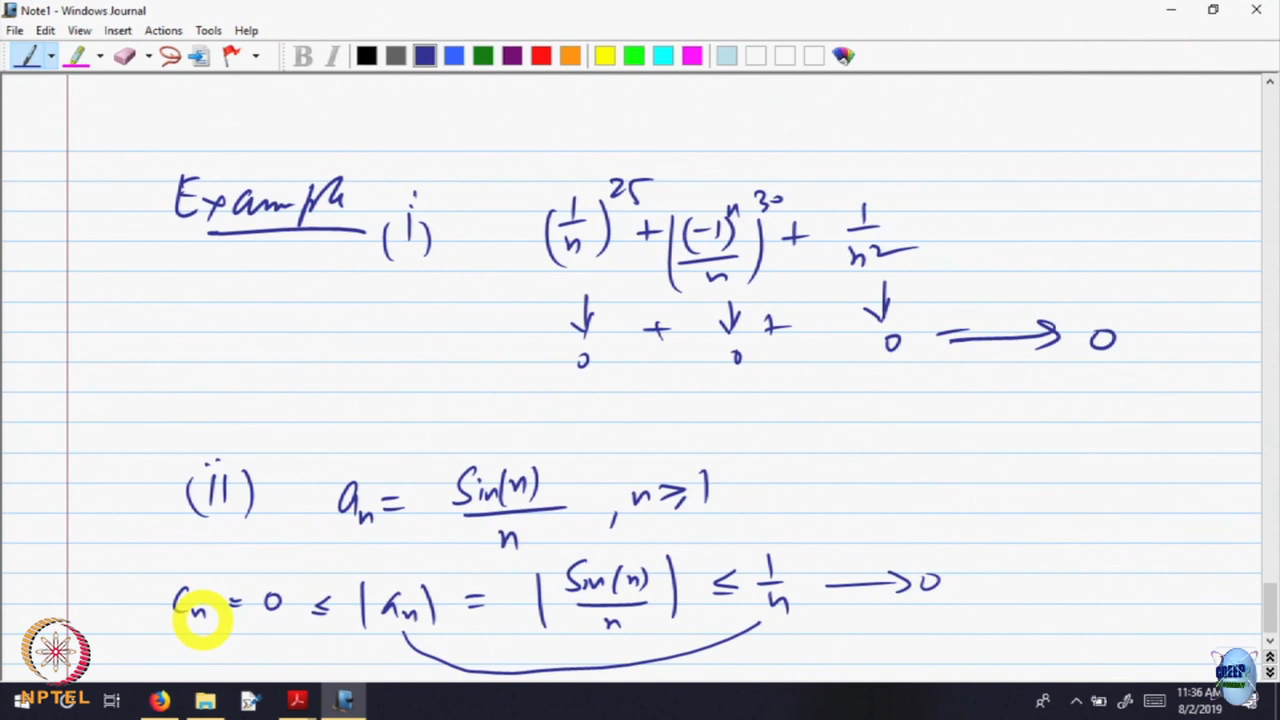 Note1 - Windows Journal
File Edit View Insert Actions Tools Help
B I
Example
(i) (1/n)^25 + ((-1)^n/n)^30 + 1/n^2
↓ + ↓ + ↓
0 0 0 ⟹ 0
(ii) a_n = Sin(n)/n , n ≥ 1
C_n = 0 ≤ |a_n| = |Sin(n)/n| ≤ 1/n → 0
NPTEL
11:36 AM
8/2/2019